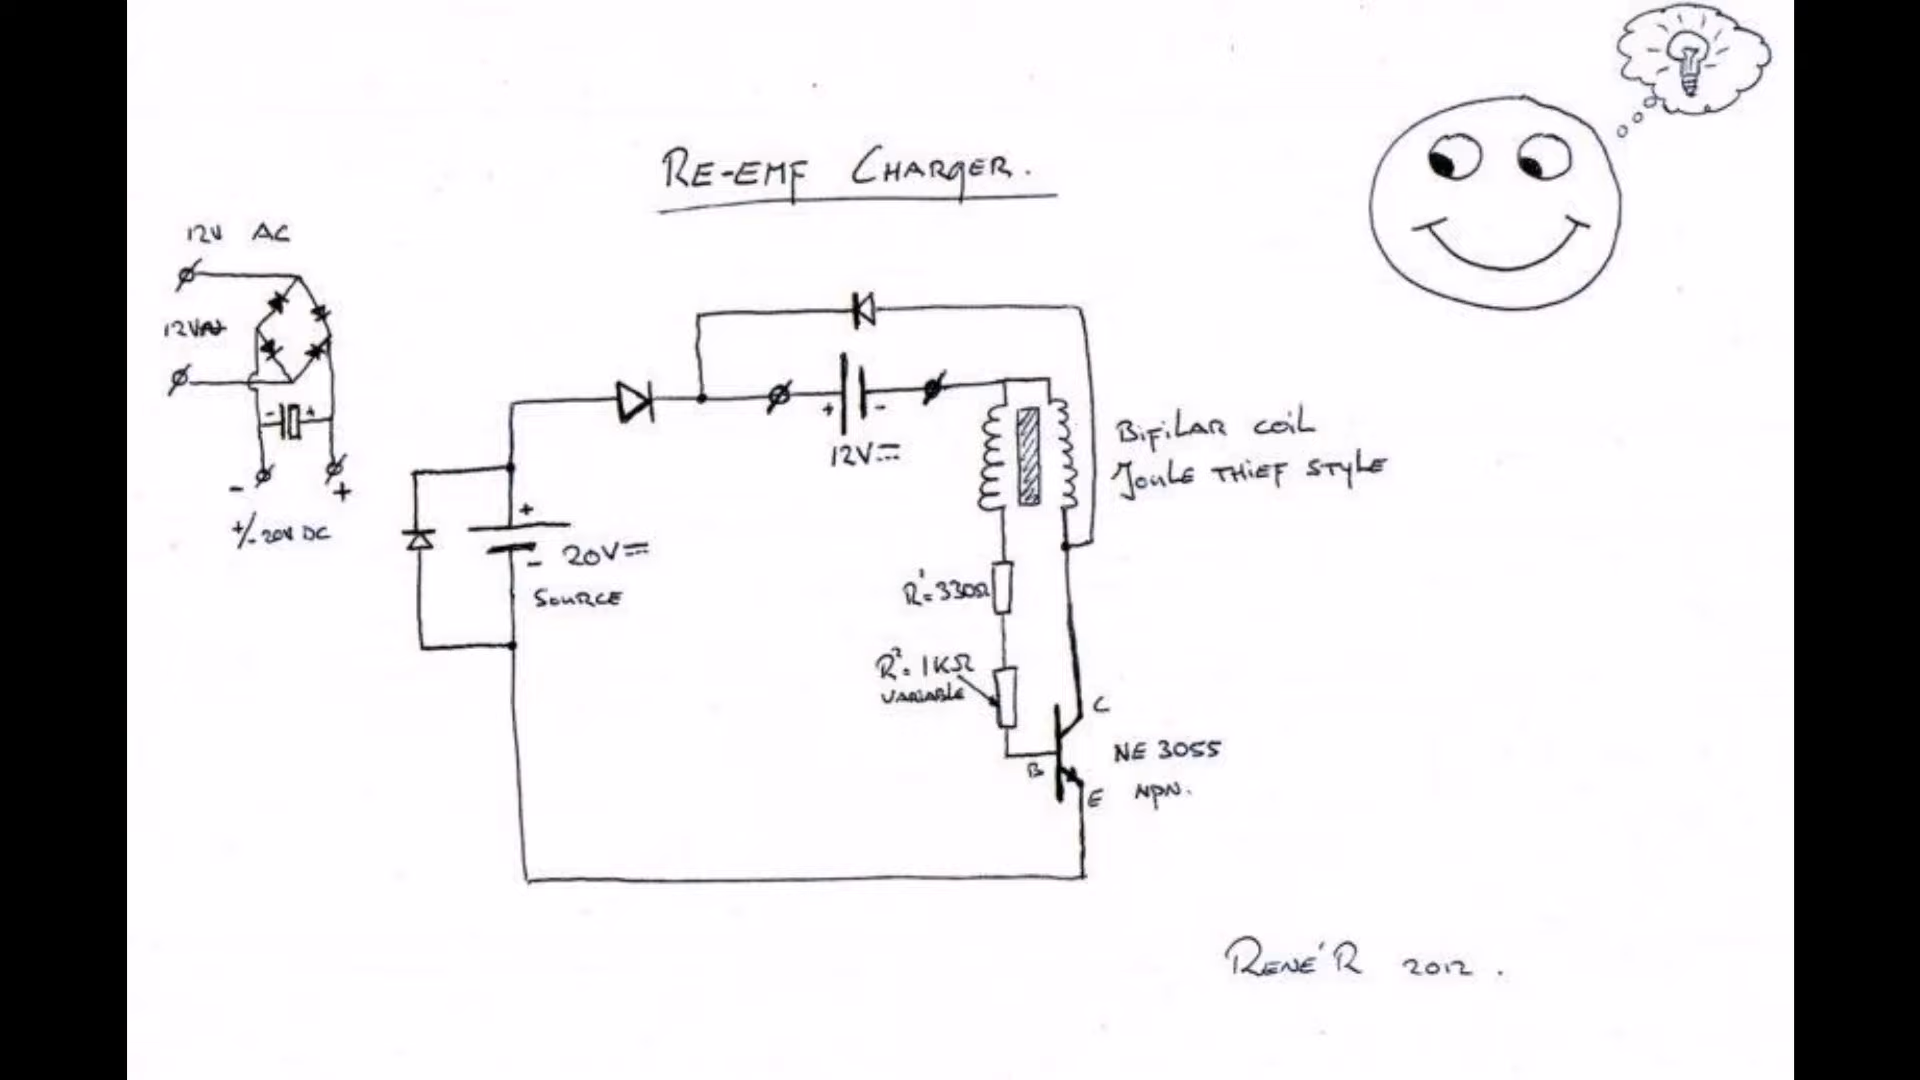 RE-EMF CHARGER.
12V AC
12VAC
- +
- +
+/- 20V DC
+
- 20V
SOURCE
+ -
12V
BIFILAR COIL
JOULE THIEF STYLE
R1=330Ω
R2=1KΩ
VARIABLE
C
B
E
NE 3055
NPN.
RENÉ R 2012.